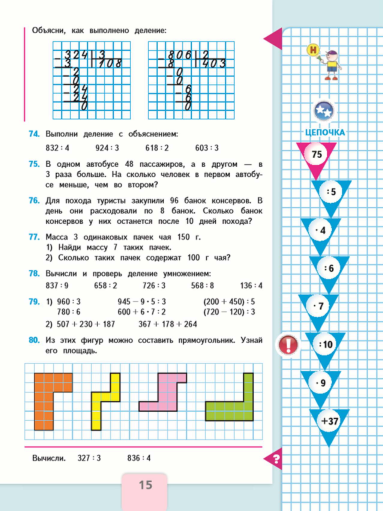 Объясни, как выполнено деление:
324 3
3 108
2
0
24
24
0
806 2
8 403
0
0
6
6
0
74. Выполни деление с объяснением:
832 : 4 924 : 3 618 : 2 603 : 3
75. В одном автобусе 48 пассажиров, а в другом — в
3 раза больше. На сколько человек в первом автобу-
се меньше, чем во втором?
76. Для похода туристы закупили 96 банок консервов. В
день они расходовали по 8 банок. Сколько банок
консервов у них останется после 10 дней похода?
77. Масса 3 одинаковых пачек чая 150 г.
1) Найди массу 7 таких пачек.
2) Сколько таких пачек содержат 100 г чая?
78. Вычисли и проверь деление умножением:
837 : 9 658 : 2 726 : 3 568 : 8 136 : 4
79. 1) 960 : 3 945 − 9 · 5 : 3 (200 + 450) : 5
780 : 6 600 + 6 · 7 : 2 (720 − 120) : 3
2) 507 + 230 + 187 367 + 178 + 264
80. Из этих фигур можно составить прямоугольник. Узнай
его площадь.
Вычисли. 327 : 3 836 : 4
15
Н
ЦЕПОЧКА
75
: 5
· 4
: 6
· 7
! : 10
· 9
+37
?